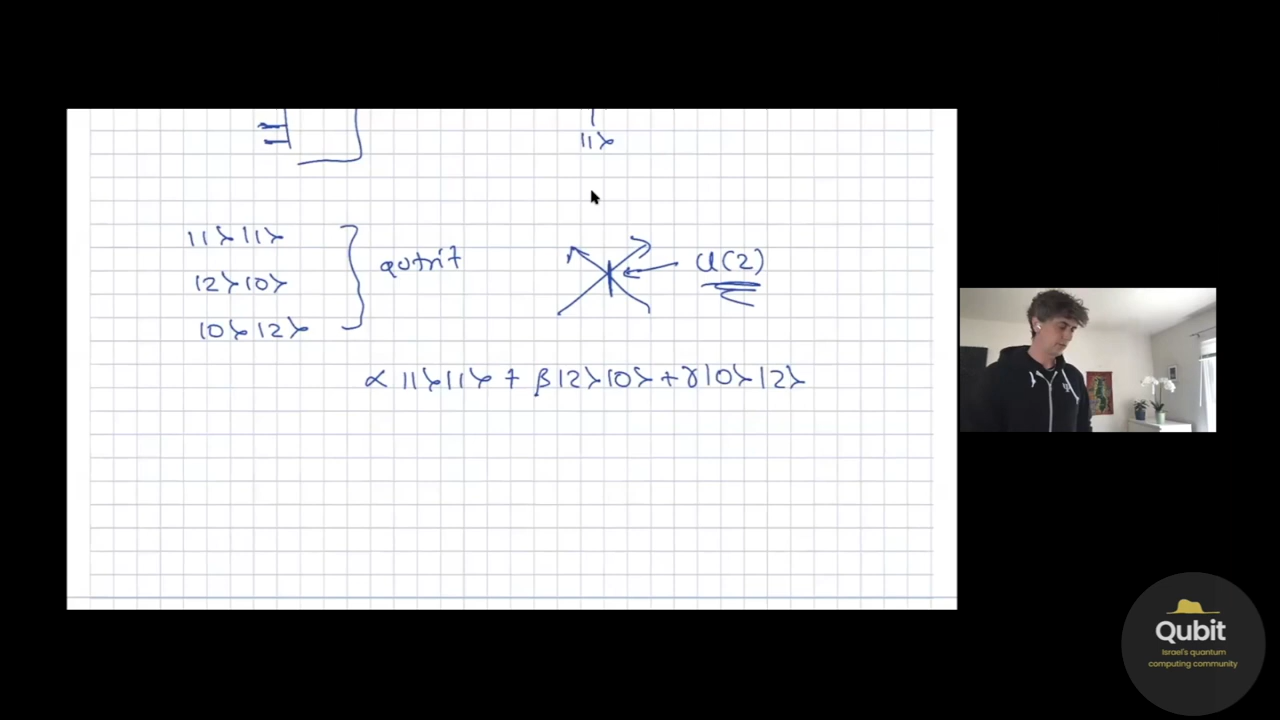 |1>
|1>|1>
|2>|0>
|0>|2>
qutrit
U(2)
α |1>|1> + β|2>|0> + γ|0>|2>
Qubit
Israel's quantum
computing community